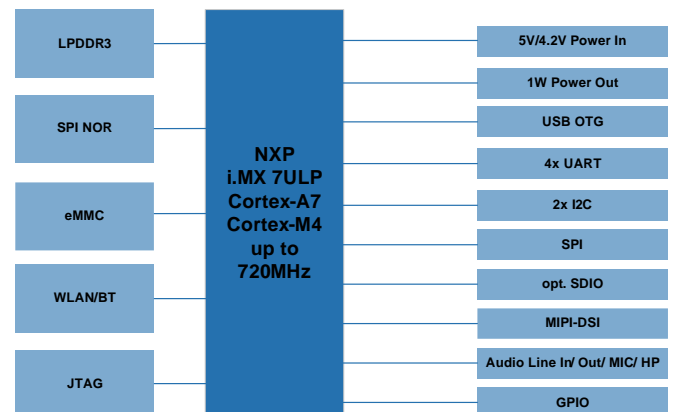 LPDDR3
SPI NOR
eMMC
WLAN/BT
JTAG
NXP
i.MX 7ULP
Cortex-A7
Cortex-M4
up to
720MHz
5V/4.2V Power In
1W Power Out
USB OTG
4x UART
2x I2C
SPI
opt. SDIO
MIPI-DSI
Audio Line In/ Out/ MIC/ HP
GPIO